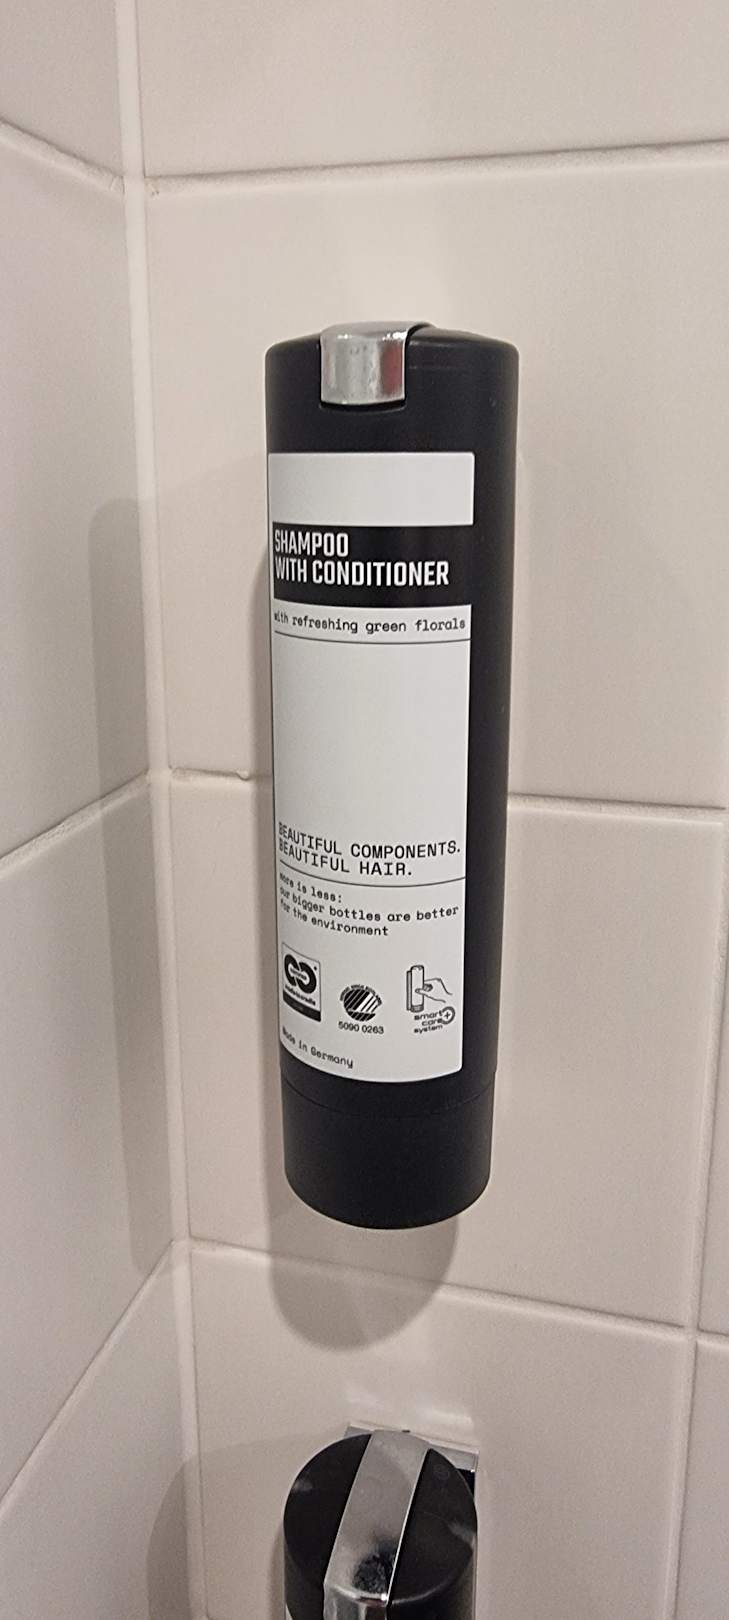 SHAMPOO
WITH CONDITIONER
with refreshing green florals
BEAUTIFUL COMPONENTS.
BEAUTIFUL HAIR.
more is less:
our bigger bottles are better
for the environment
5090 0263
smart
care
system
Made in Germany